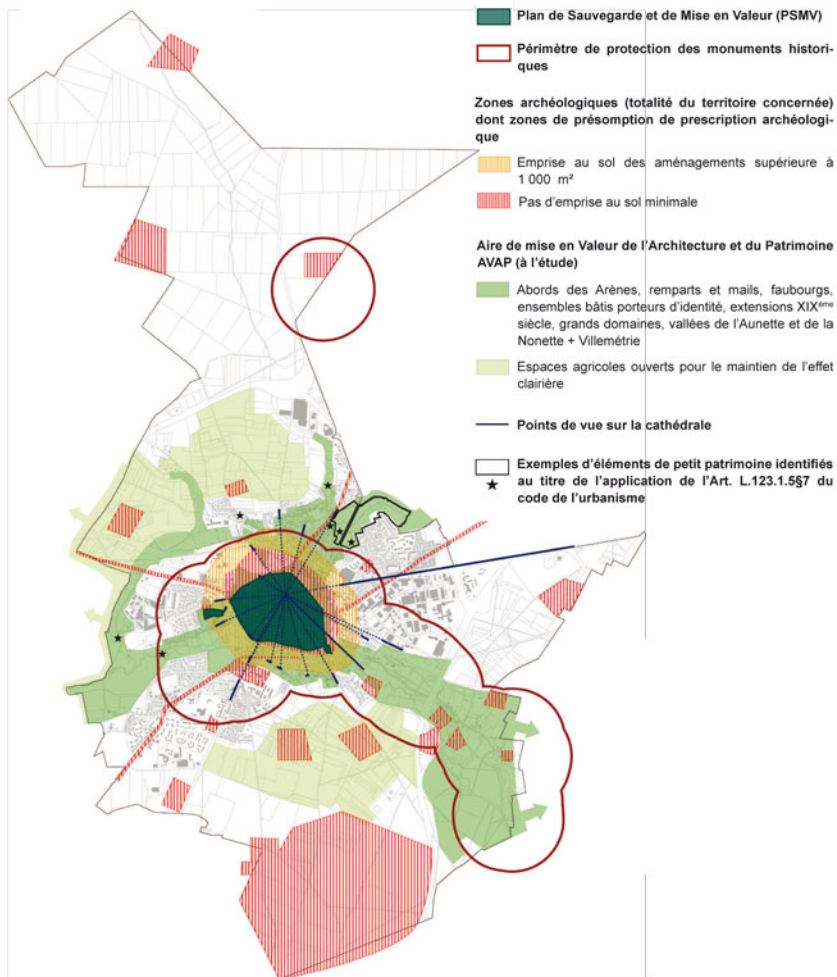 Plan de Sauvegarde et de Mise en Valeur (PSMV)
Périmètre de protection des monuments histori-
ques
Zones archéologiques (totalité du territoire concernée)
dont zones de présomption de prescription archéologi-
que
Emprise au sol des aménagements supérieure à
1 000 m²
Pas d'emprise au sol minimale
Aire de mise en Valeur de l'Architecture et du Patrimoine
AVAP (à l'étude)
Abords des Arènes, remparts et mails, faubourgs,
ensembles bâtis porteurs d'identité, extensions XIXème
siècle, grands domaines, vallées de l'Aunette et de la
Nonette + Villemétrie
Espaces agricoles ouverts pour le maintien de l'effet
clairière
Points de vue sur la cathédrale
Exemples d'éléments de petit patrimoine identifiés
au titre de l'application de l'Art. L.123.1.5§7 du
code de l'urbanisme